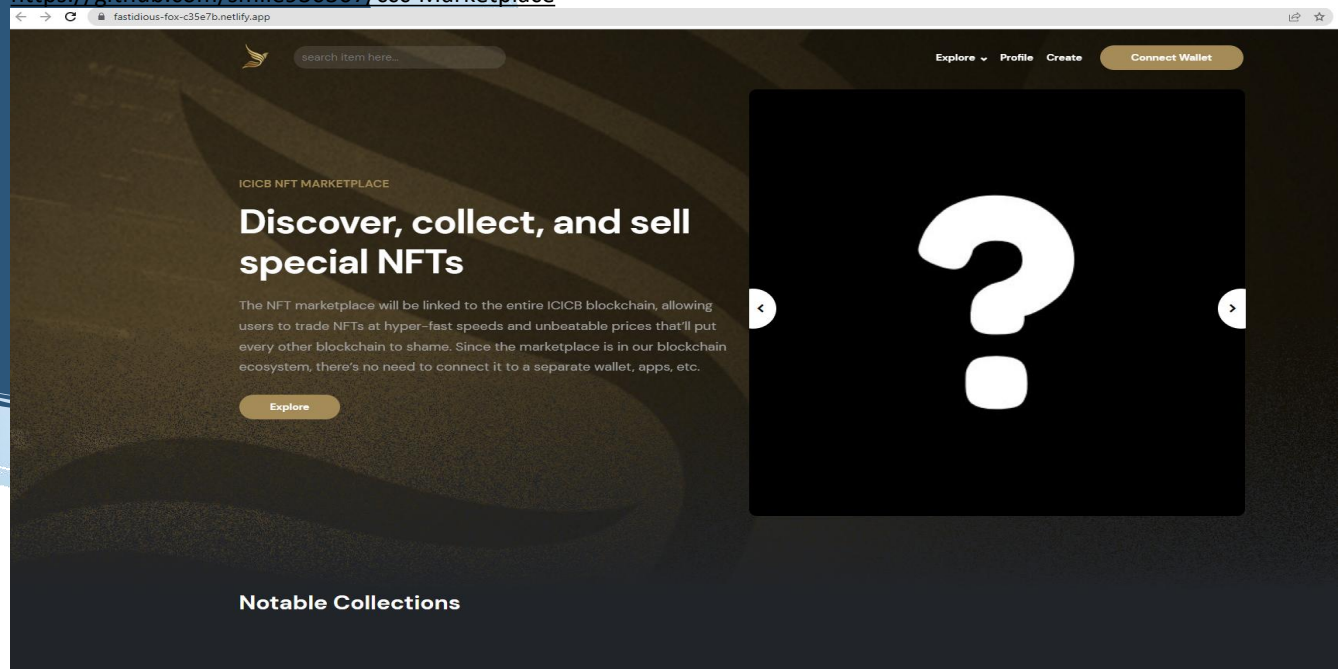 fastidious-fox-c35e7b.netlify.app
search item here...
Explore Profile Create Connect Wallet
ICICB NFT MARKETPLACE
Discover, collect, and sell
special NFTs
The NFT marketplace will be linked to the entire ICICB blockchain, allowing
users to trade NFTs at hyper-fast speeds and unbeatable prices that'll put
every other blockchain to shame. Since the marketplace is in our blockchain
ecosystem, there's no need to connect it to a separate wallet, apps, etc.
Explore
?
Notable Collections